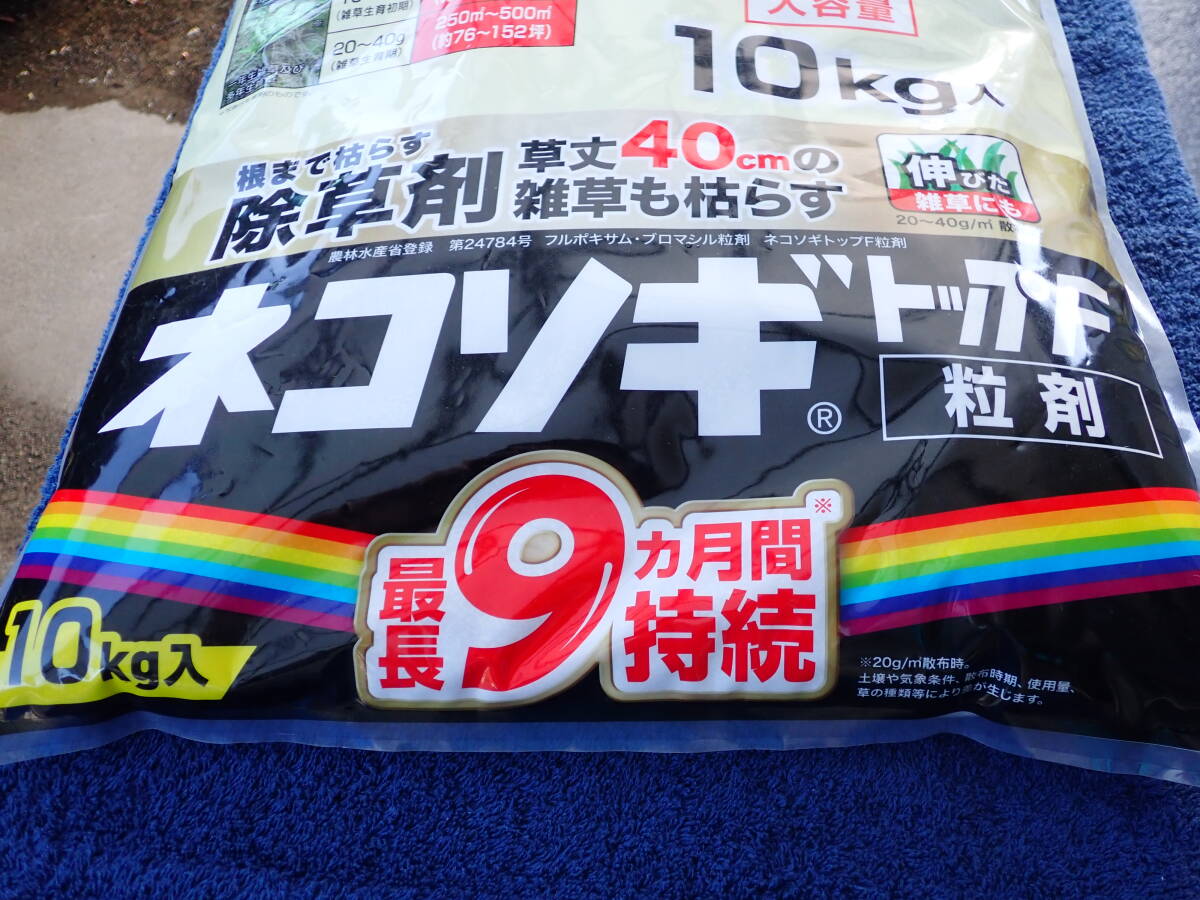 (雑草生育初期)
20〜40g
(雑草生育期)
250㎡〜500㎡
(約76〜152坪)
大容量
10kg入
根まで枯らす
除草剤
草丈40cmの
雑草も枯らす
伸びた
雑草にも
20〜40g/㎡ 散
農林水産省登録 第24784号 フルポキサム・ブロマシル粒剤 ネコソギトップF粒剤
ネコソギトップF
®
粒剤
最長9ヵ月間持続※
10kg入
※20g/㎡散布時。
土壌や気象条件、散布時期、使用量、
草の種類等により差が生じます。